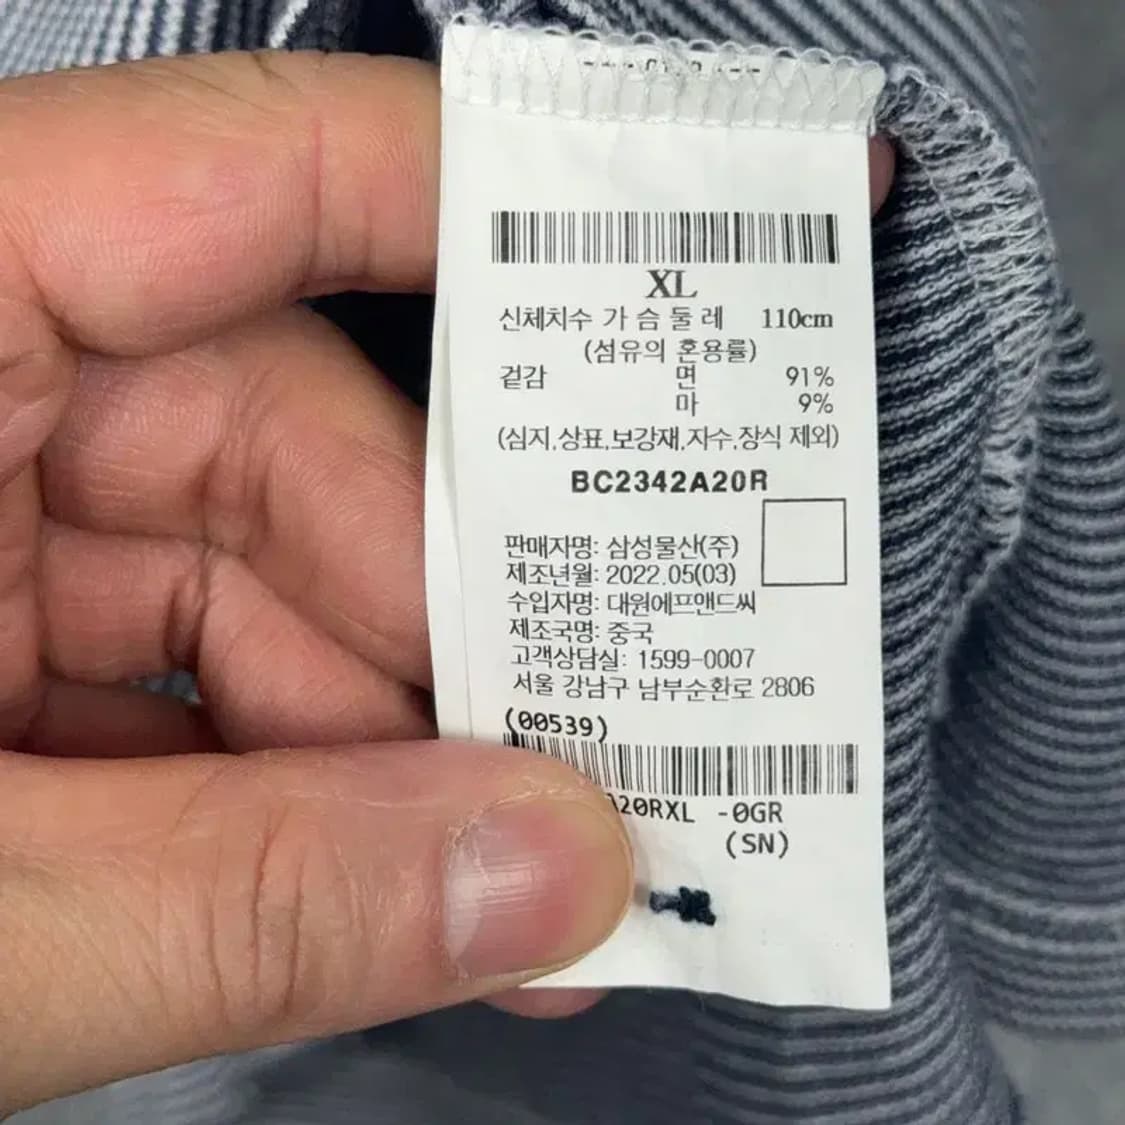 XL
신체치수 가 슴 둘 레 110cm
(섬유의 혼용률)
겉감 면 91%
마 9%
(심지,상표,보강재,자수,장식 제외)
BC2342A20R
판매자명: 삼성물산(주)
제조년월: 2022.05(03)
수입자명: 대원에프앤드씨
제조국명: 중국
고객상담실: 1599-0007
서울 강남구 남부순환로 2806
(00539)
20RXL -0GR
(SN)